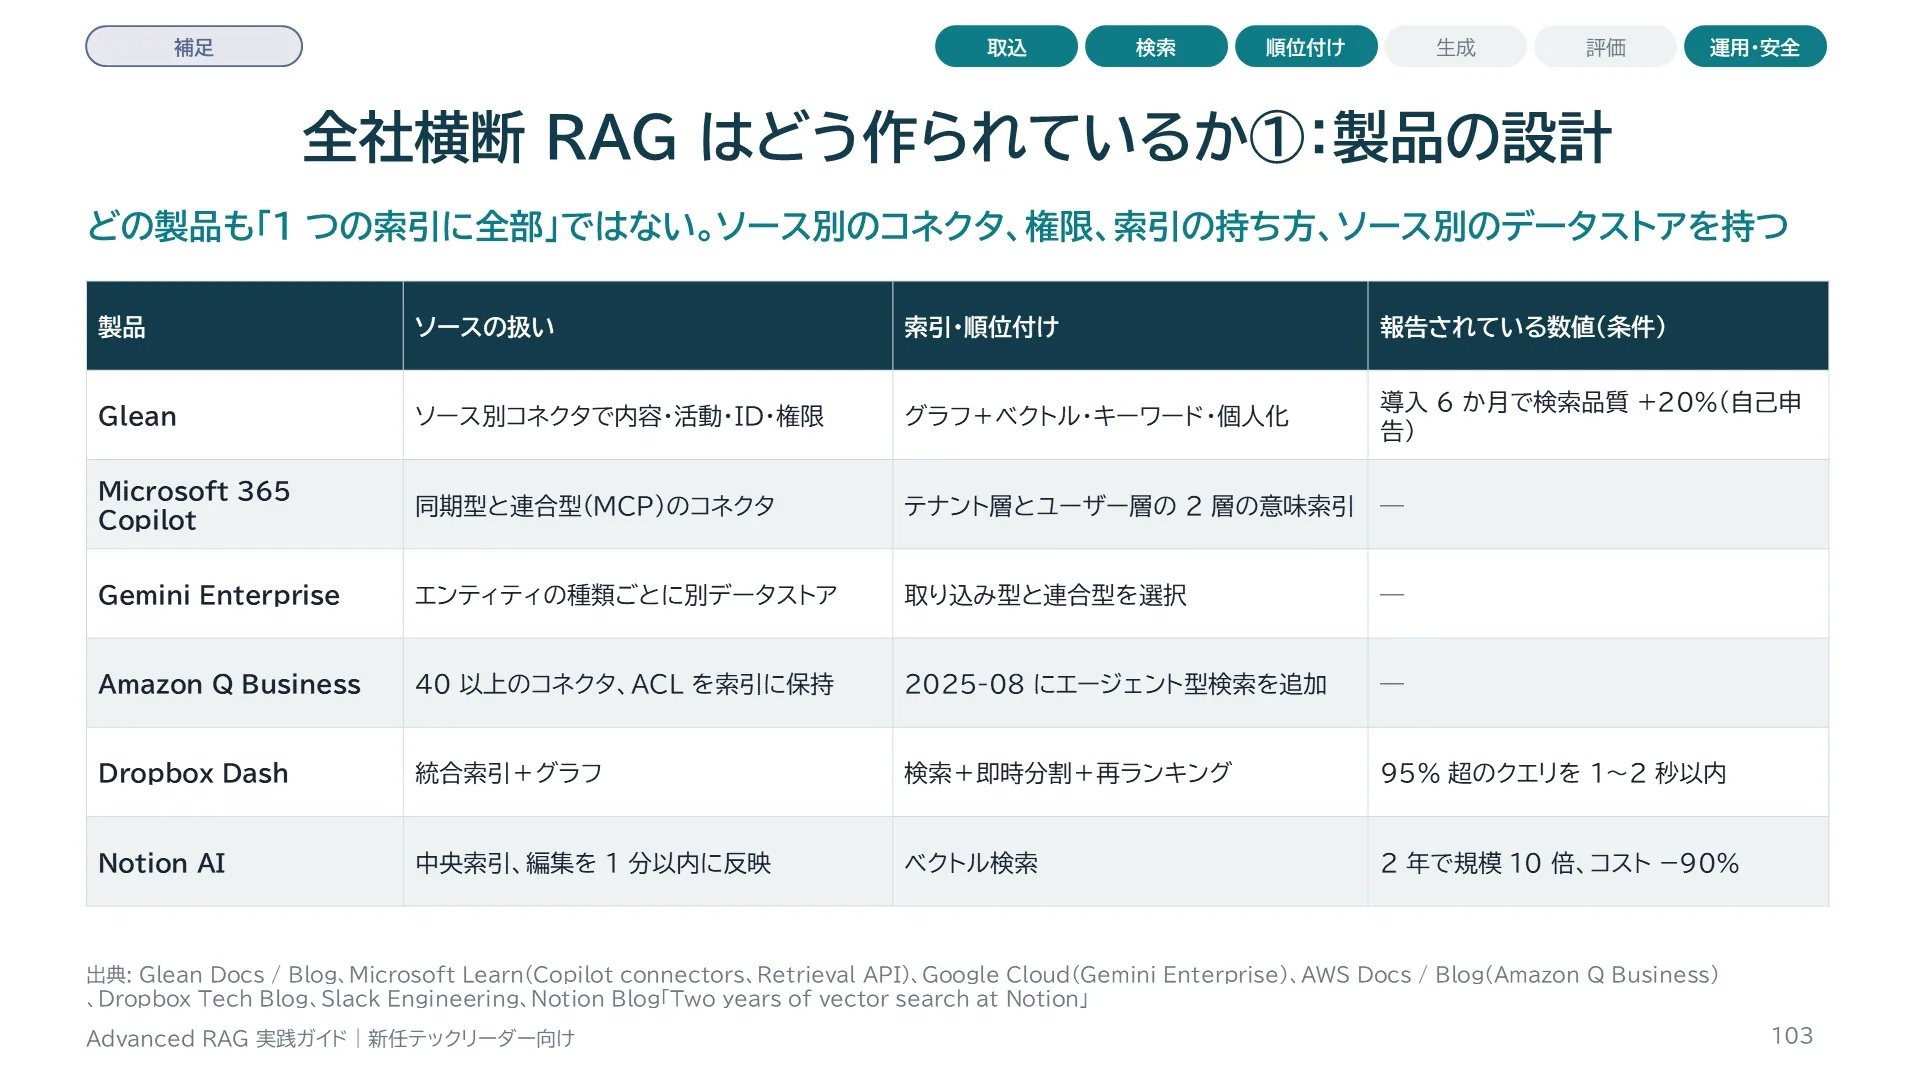 補足
取込
検索
順位付け
生成
評価
運用・安全
全社横断 RAG はどう作られているか①：製品の設計
どの製品も「1 つの索引に全部」ではない。ソース別のコネクタ、権限、索引の持ち方、ソース別のデータストアを持つ
製品
ソースの扱い
索引・順位付け
報告されている数値（条件）
Glean
ソース別コネクタで内容・活動・ID・権限
グラフ＋ベクトル・キーワード・個人化
導入 6 か月で検索品質 +20%（自己申
告）
Microsoft 365
Copilot
同期型と連合型（MCP）のコネクタ
テナント層とユーザー層の 2 層の意味索引
—
Gemini Enterprise
エンティティの種類ごとに別データストア
取り込み型と連合型を選択
—
Amazon Q Business
40 以上のコネクタ、ACL を索引に保持
2025-08 にエージェント型検索を追加
—
Dropbox Dash
統合索引＋グラフ
検索＋即時分割＋再ランキング
95% 超のクエリを 1〜2 秒以内
Notion AI
中央索引、編集を 1 分以内に反映
ベクトル検索
2 年で規模 10 倍、コスト −90%
出典: Glean Docs / Blog、Microsoft Learn（Copilot connectors、Retrieval API）、Google Cloud（Gemini Enterprise）、AWS Docs / Blog（Amazon Q Business）
、Dropbox Tech Blog、Slack Engineering、Notion Blog「Two years of vector search at Notion」
Advanced RAG 実践ガイド｜新任テックリーダー向け
103